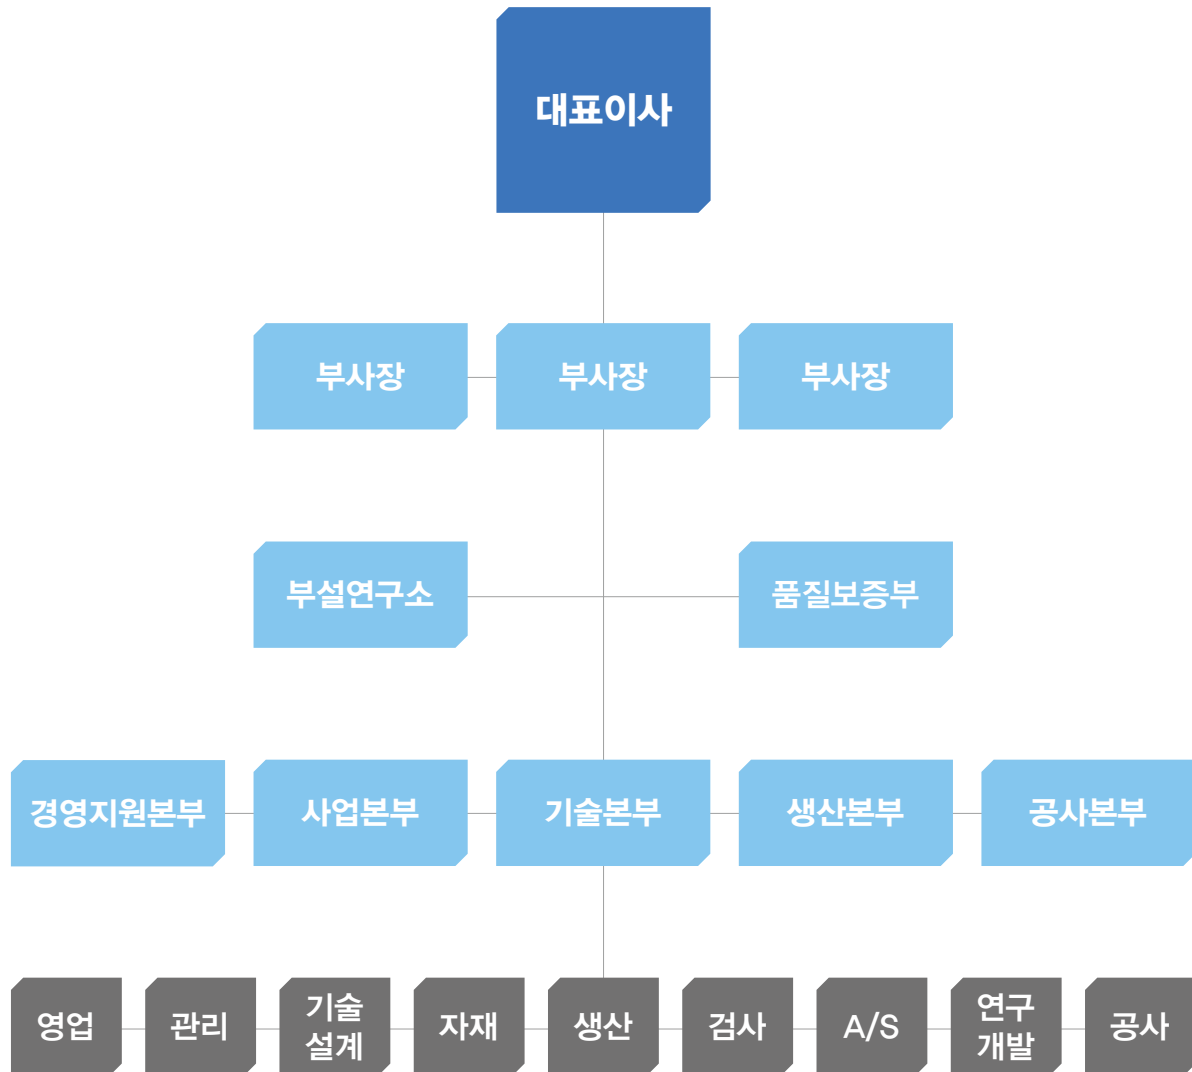 대표이사
부사장
부사장
부사장
부설연구소
품질보증부
경영지원본부
사업본부
기술본부
생산본부
공사본부
영업
관리
기술
설계
자재
생산
검사
A/S
연구
개발
공사